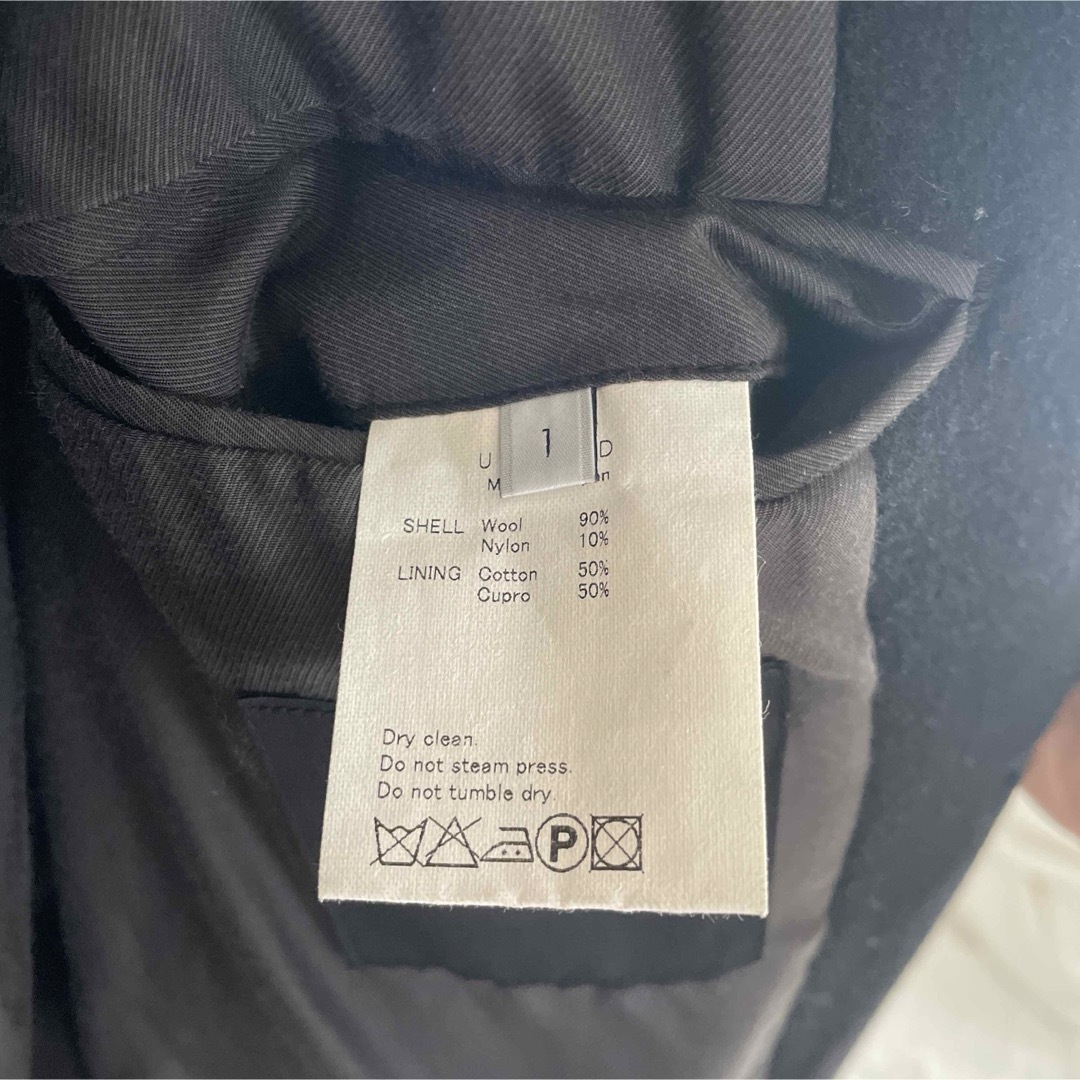 1
SHELL Wool 90%
Nylon 10%
LINING Cotton 50%
Cupro 50%
Dry clean.
Do not steam press.
Do not tumble dry.
P